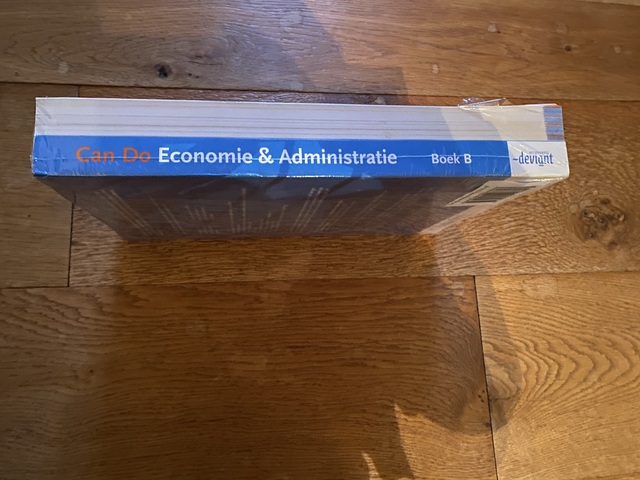 Can Do Economie & Administratie Boek B
deviant